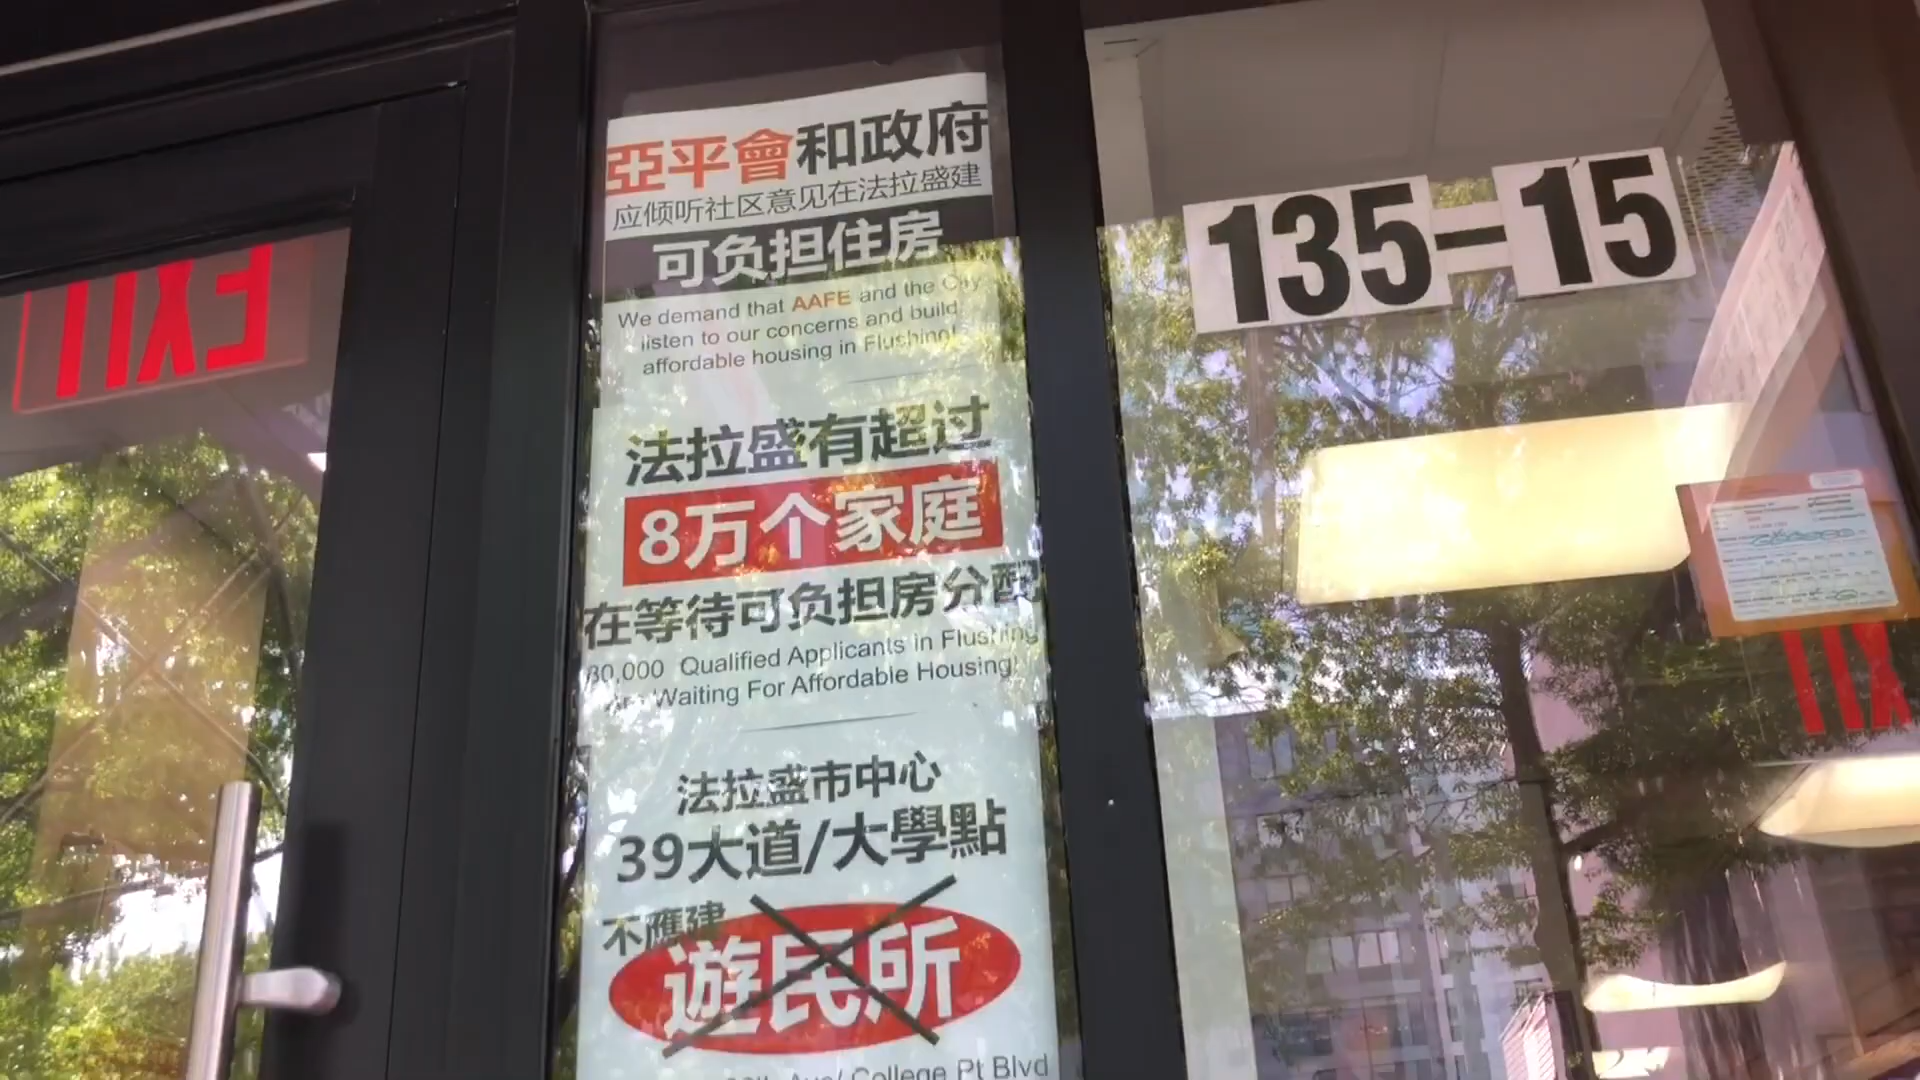 亞平會和政府
应倾听社区意见在法拉盛建
可负担住房
We demand that AAFE and the City
listen to our concerns and build
affordable housing in Flushing!
法拉盛有超过
8万个家庭
在等待可负担房分配
80,000 Qualified Applicants in Flushing
Are Waiting For Affordable Housing!
法拉盛市中心
39大道/大學點
不應建
遊民所
Ave/ College Pt Blvd
135-15
EXIT